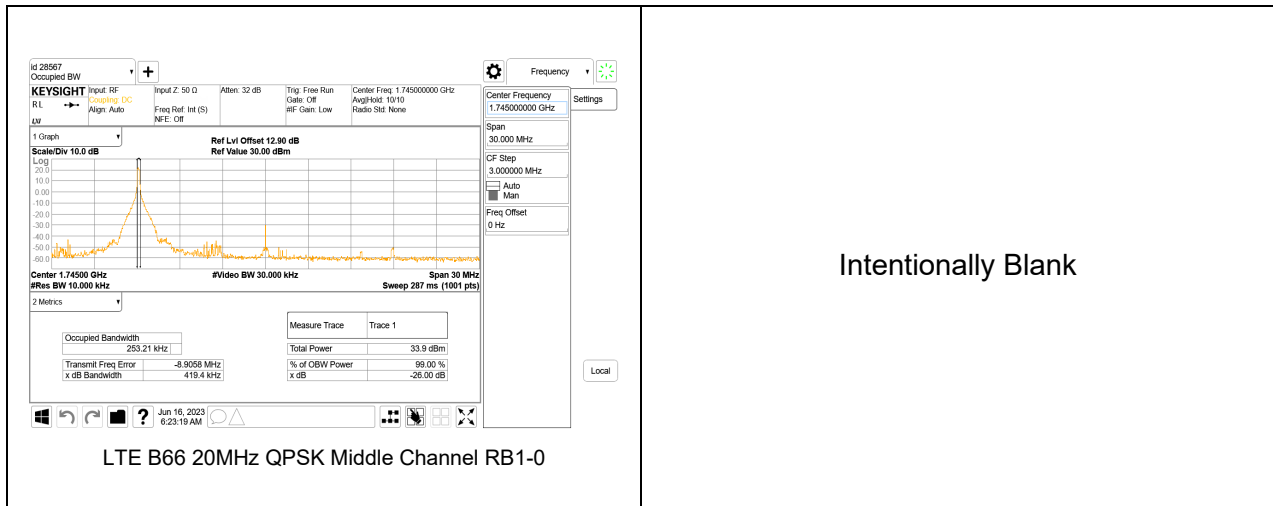 id 28567
Occupied BW
+
Frequency
KEYSIGHT
RL
LXI
Input: RF
Coupling: DC
Align: Auto
Input Z: 50 Ω
Freq Ref: Int (S)
NFE: Off
Atten: 32 dB
Trig: Free Run
Gate: Off
#IF Gain: Low
Center Freq: 1.745000000 GHz
Avg|Hold: 10/10
Radio Std: None
Center Frequency
1.745000000 GHz
Settings
Span
30.000 MHz
CF Step
3.000000 MHz
Auto
Man
Freq Offset
0 Hz
1 Graph
Scale/Div 10.0 dB
Ref Lvl Offset 12.90 dB
Ref Value 30.00 dBm
Log
20.0
10.0
0.00
-10.0
-20.0
-30.0
-40.0
-50.0
-60.0
Center 1.74500 GHz
#Res BW 10.000 kHz
#Video BW 30.000 kHz
Span 30 MHz
Sweep 287 ms (1001 pts)
2 Metrics
Measure Trace Trace 1
Occupied Bandwidth
253.21 kHz
Total Power 33.9 dBm
Transmit Freq Error -8.9058 MHz
% of OBW Power 99.00 %
x dB Bandwidth 419.4 kHz
x dB -26.00 dB
Local
?
Jun 16, 2023
6:23:19 AM
LTE B66 20MHz QPSK Middle Channel RB1-0
Intentionally Blank